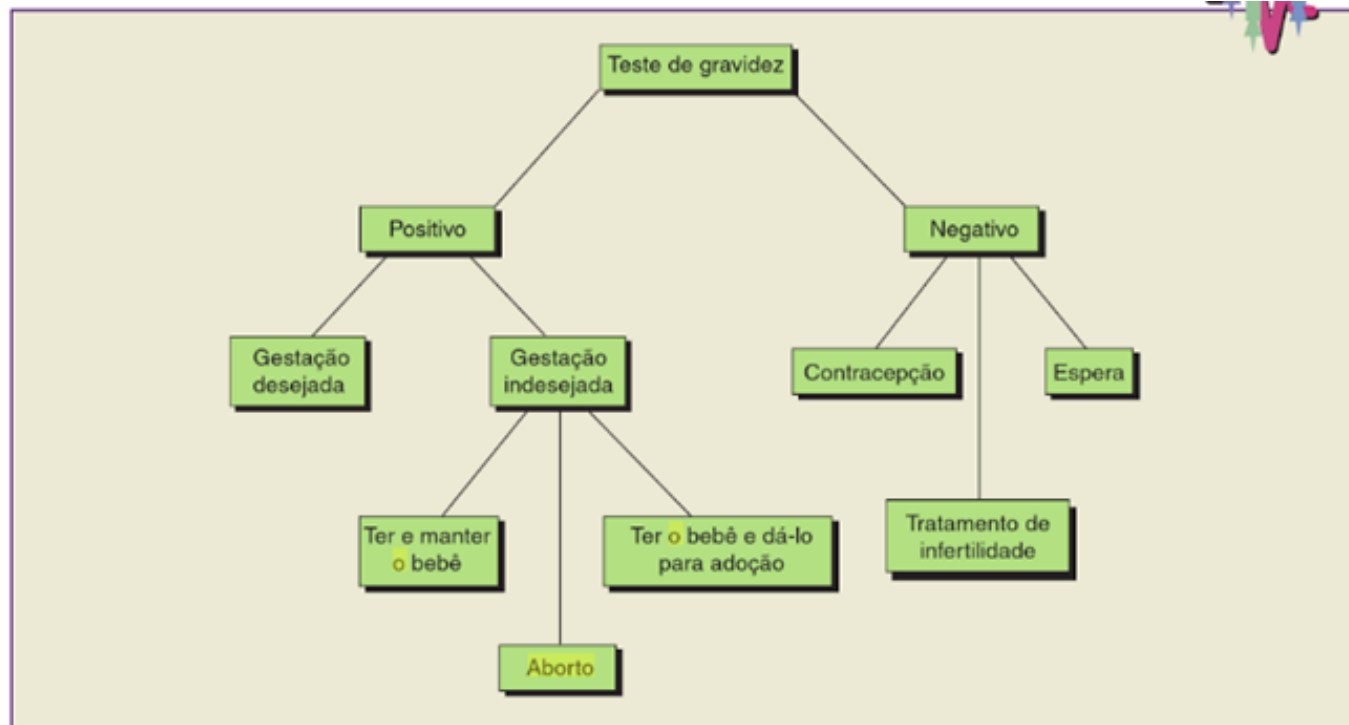 Teste de gravidez
Positivo
Negativo
Gestação
desejada
Gestação
indesejada
Contracepção
Espera
Ter e manter
o bebê
Ter o bebê e dá-lo
para adoção
Tratamento de
infertilidade
Aborto